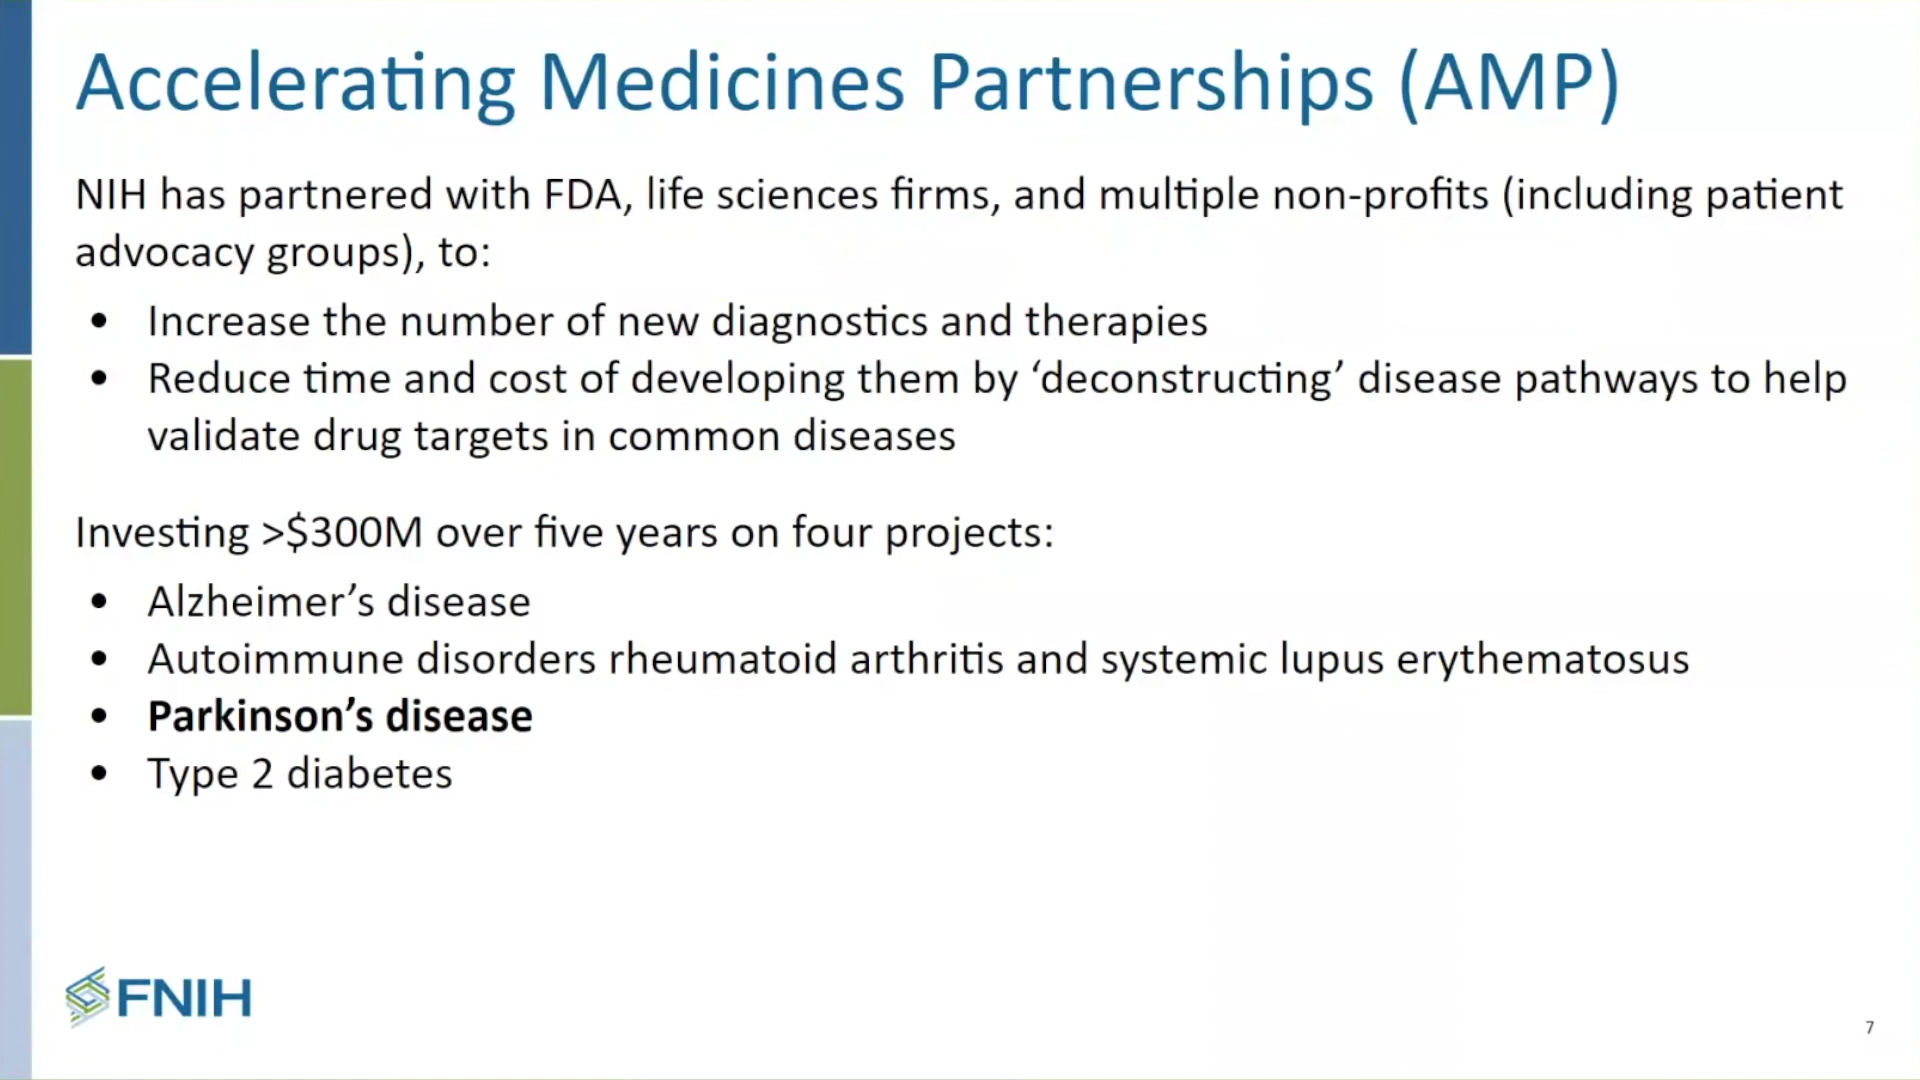 Accelerating Medicines Partnerships (AMP)
NIH has partnered with FDA, life sciences firms, and multiple non-profits (including patient
advocacy groups), to:
• Increase the number of new diagnostics and therapies
• Reduce time and cost of developing them by ‘deconstructing’ disease pathways to help
validate drug targets in common diseases
Investing >$300M over five years on four projects:
• Alzheimer’s disease
• Autoimmune disorders rheumatoid arthritis and systemic lupus erythematosus
• Parkinson’s disease
• Type 2 diabetes
FNIH
7